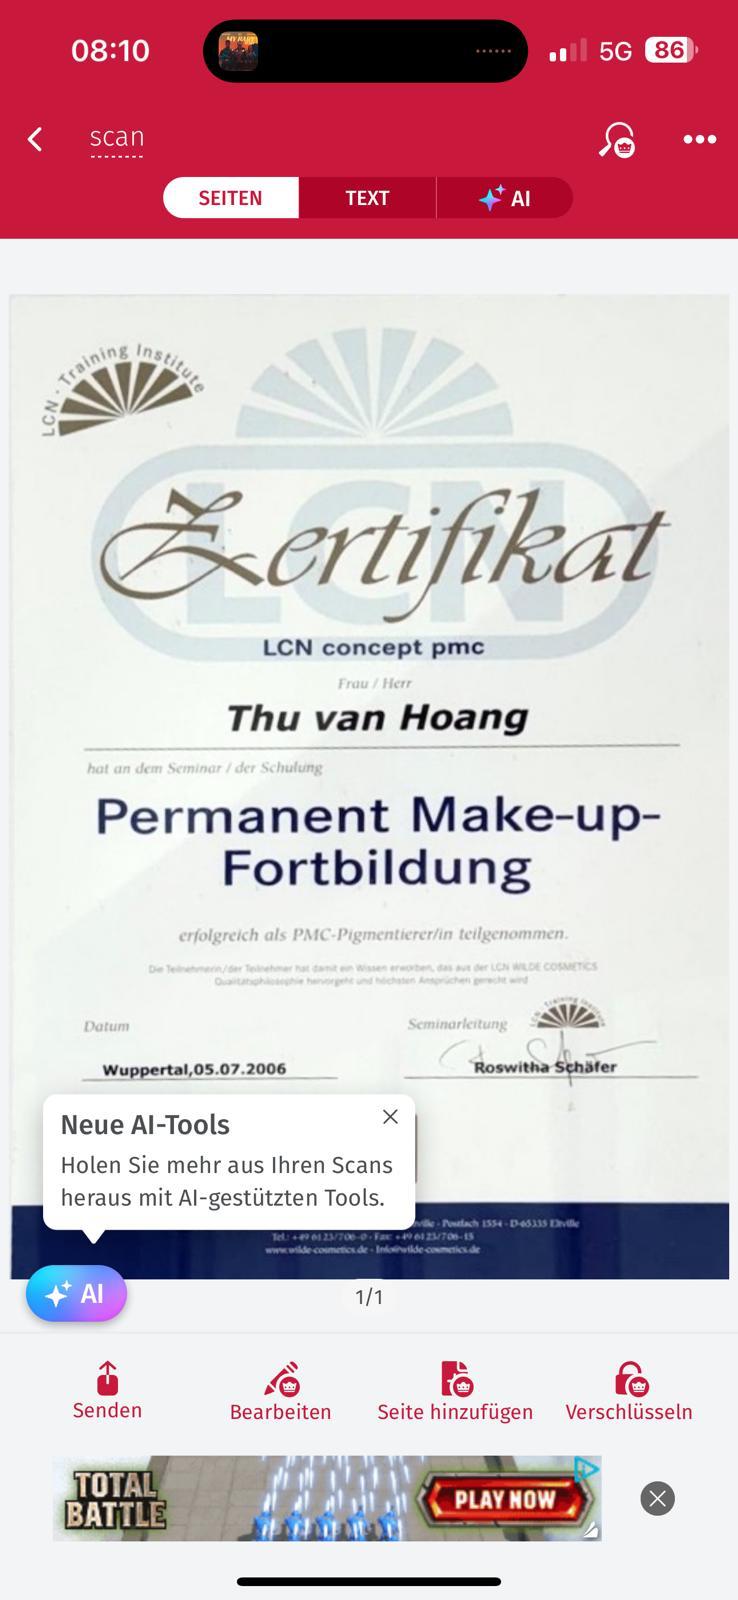 08:10
MY BABY
5G
86
scan
SEITEN
TEXT
AI
LCN · Training Institute
LCN
Zertifikat
LCN concept pmc
Frau / Herr
Thu van Hoang
hat an dem Seminar / der Schulung
Permanent Make-up-
Fortbildung
erfolgreich als PMC-Pigmentierer/in teilgenommen.
Die Teilnehmerin/der Teilnehmer hat damit ein Wissen erworben, das aus der LCN WILDE COSMETICS
Qualitätsphilosophie hervorgeht und höchsten Ansprüchen gerecht wird
Datum
Seminarleitung
LCN · Training Institute
Wuppertal,05.07.2006
Roswitha Schäfer
Neue AI-Tools
Holen Sie mehr aus Ihren Scans
heraus mit AI-gestützten Tools.
· Postfach 1554 · D-65335 Eltville
Tel.: +49 6123/706-0 · Fax: +49 6123/706-15
www.wilde-cosmetics.de · Info@wilde-cosmetics.de
AI
1/1
Senden
Bearbeiten
Seite hinzufügen
Verschlüsseln
TOTAL
BATTLE
PLAY NOW